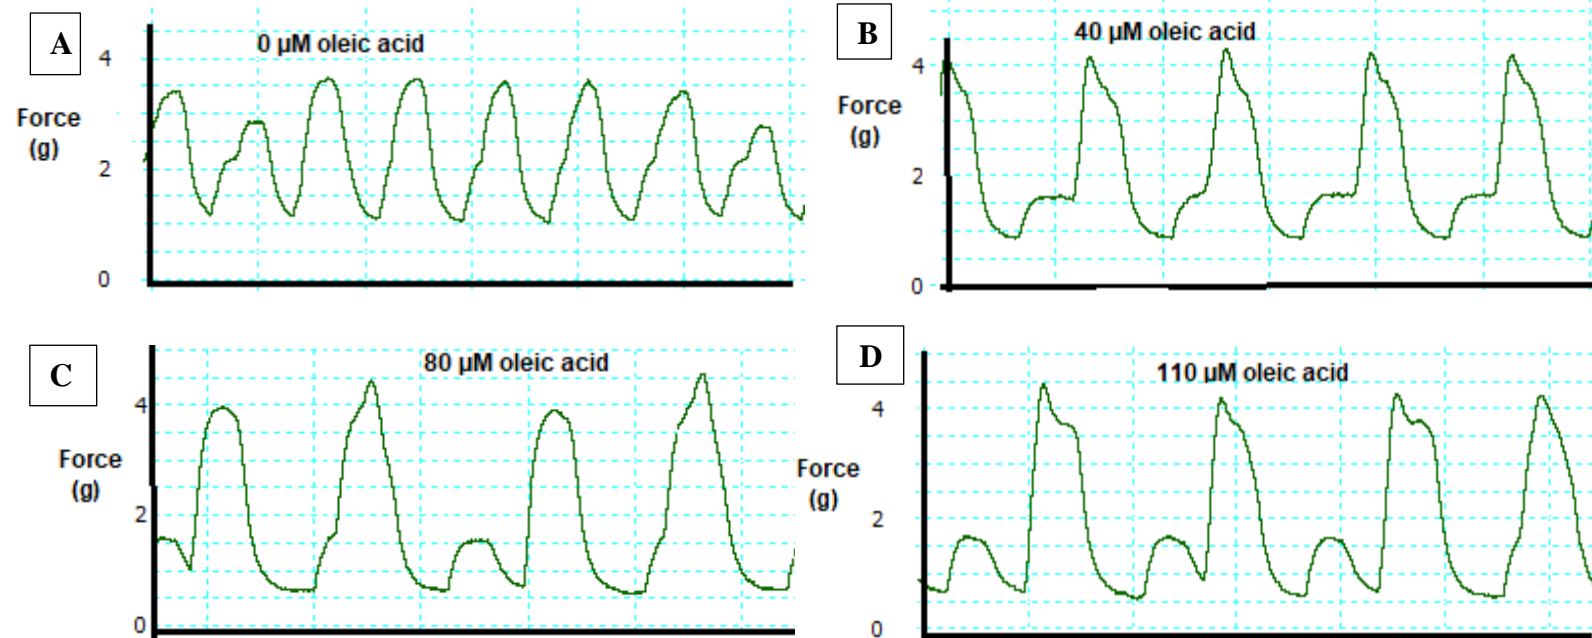 A
0 µM oleic acid
4
Force
(g)
2
0
B
40 µM oleic acid
4
Force
(g)
2
0
C
80 µM oleic acid
4
Force
(g)
2
0
D
110 µM oleic acid
4
Force
(g)
2
0